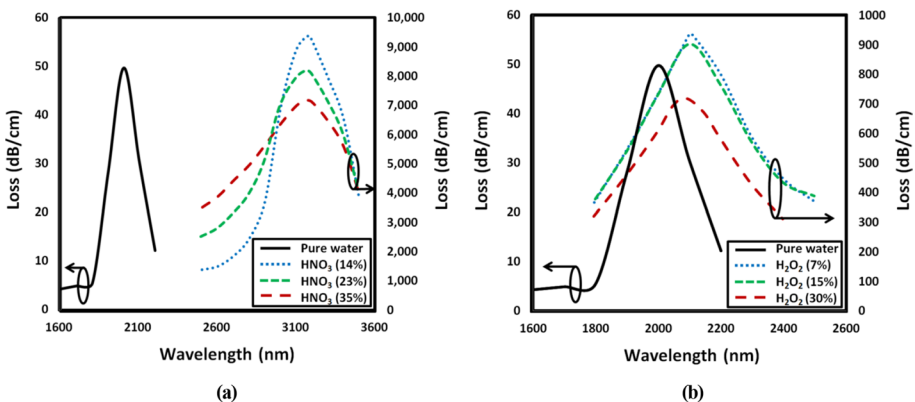 60
50
40
30
20
10
0
Loss (dB/cm)
10,000
9,000
8,000
7,000
6,000
5,000
4,000
3,000
2,000
1,000
0
Loss (dB/cm)
Pure water
HNO3 (14%)
HNO3 (23%)
HNO3 (35%)
1600
2100
2600
3100
3600
Wavelength (nm)
(a)
60
50
40
30
20
10
0
Loss (dB/cm)
1000
900
800
700
600
500
400
300
200
100
0
Loss (dB/cm)
Pure water
H2O2 (7%)
H2O2 (15%)
H2O2 (30%)
1600
1800
2000
2200
2400
2600
Wavelength (nm)
(b)